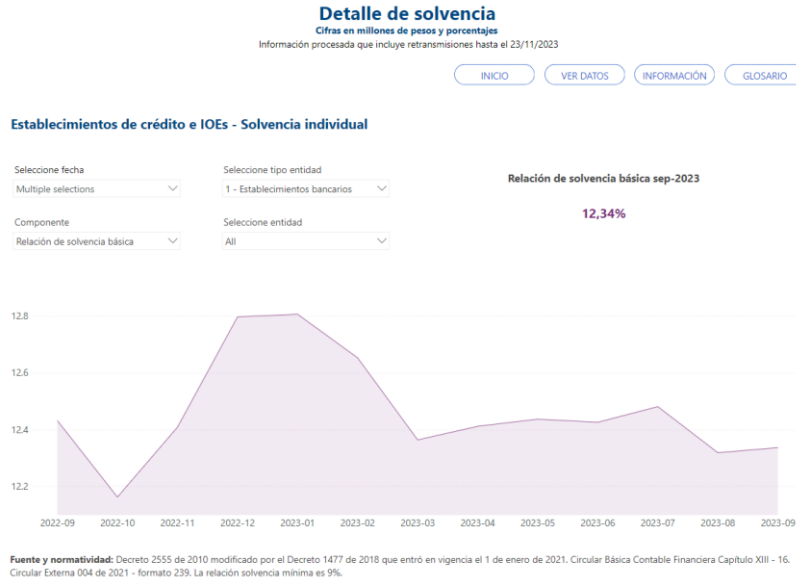 Detalle de solvencia
Cifras en millones de pesos y porcentajes
Información procesada que incluye retransmisiones hasta el 23/11/2023
INICIO
VER DATOS
INFORMACIÓN
GLOSARIO
Establecimientos de crédito e IOEs - Solvencia individual
Seleccione fecha
Multiple selections
Seleccione tipo entidad
1 - Establecimientos bancarios
Componente
Relación de solvencia básica
Seleccione entidad
All
Relación de solvencia básica sep-2023
12,34%
12.8
12.6
12.4
12.2
2022-09 2022-10 2022-11 2022-12 2023-01 2023-02 2023-03 2023-04 2023-05 2023-06 2023-07 2023-08 2023-09
Fuente y normatividad: Decreto 2555 de 2010 modificado por el Decreto 1477 de 2018 que entró en vigencia el 1 de enero de 2021. Circular Básica Contable Financiera Capítulo XIII - 16.
Circular Externa 004 de 2021 - formato 239. La relación solvencia mínima es 9%.